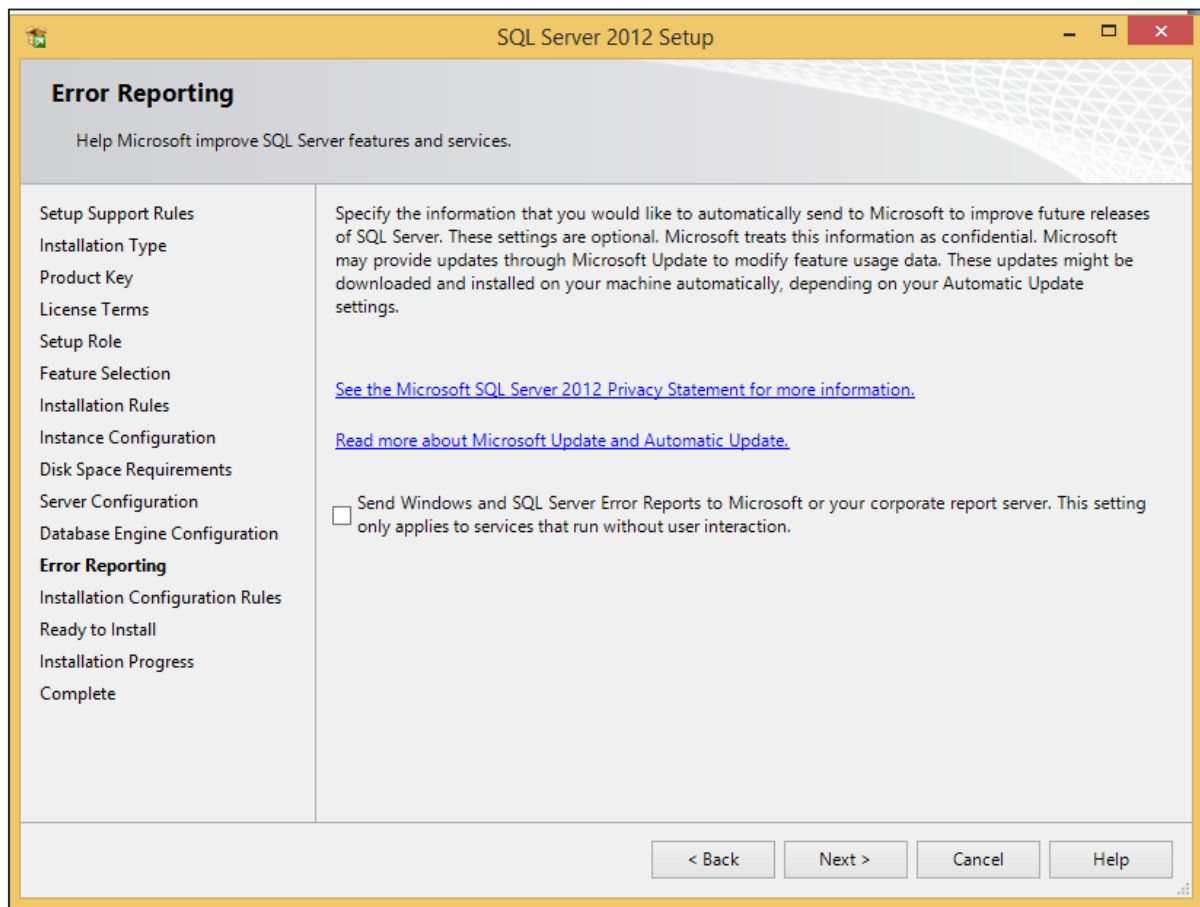 SQL Server 2012 Setup
Error Reporting
Help Microsoft improve SQL Server features and services.
Setup Support Rules
Installation Type
Product Key
License Terms
Setup Role
Feature Selection
Installation Rules
Instance Configuration
Disk Space Requirements
Server Configuration
Database Engine Configuration
Error Reporting
Installation Configuration Rules
Ready to Install
Installation Progress
Complete
Specify the information that you would like to automatically send to Microsoft to improve future releases
of SQL Server. These settings are optional. Microsoft treats this information as confidential. Microsoft
may provide updates through Microsoft Update to modify feature usage data. These updates might be
downloaded and installed on your machine automatically, depending on your Automatic Update
settings.
See the Microsoft SQL Server 2012 Privacy Statement for more information.
Read more about Microsoft Update and Automatic Update.
Send Windows and SQL Server Error Reports to Microsoft or your corporate report server. This setting
only applies to services that run without user interaction.
< Back
Next >
Cancel
Help